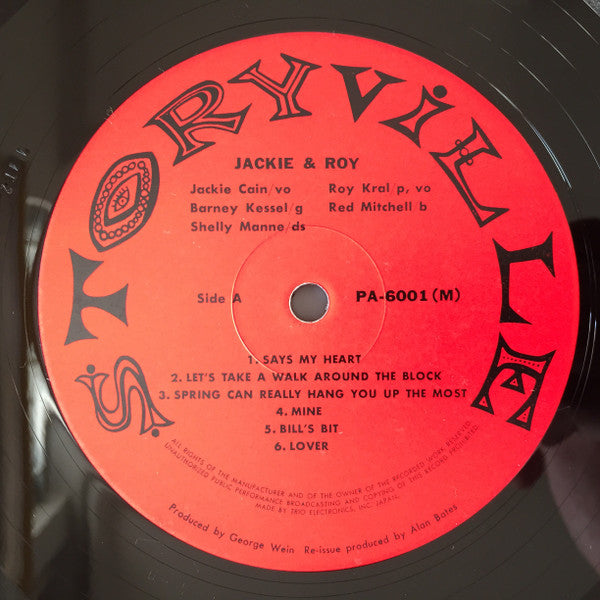 STORYVILLE
JACKIE & ROY
Jackie Cain/vo Roy Kral/p, vo
Barney Kessel/g Red Mitchell b
Shelly Manne/ds
Side A PA-6001 (M)
1. SAYS MY HEART
2. LET'S TAKE A WALK AROUND THE BLOCK
3. SPRING CAN REALLY HANG YOU UP THE MOST
4. MINE
5. BILL'S BIT
6. LOVER
ALL RIGHTS OF THE MANUFACTURER AND OF THE OWNER OF THE RECORDED WORK RESERVED
UNAUTHORIZED PUBLIC PERFORMANCE BROADCASTING AND COPYING OF THIS RECORD PROHIBITED.
MADE BY TRIO ELECTRONICS, INC. JAPAN.
Produced by George Wein Re-issue produced by Alan Bates